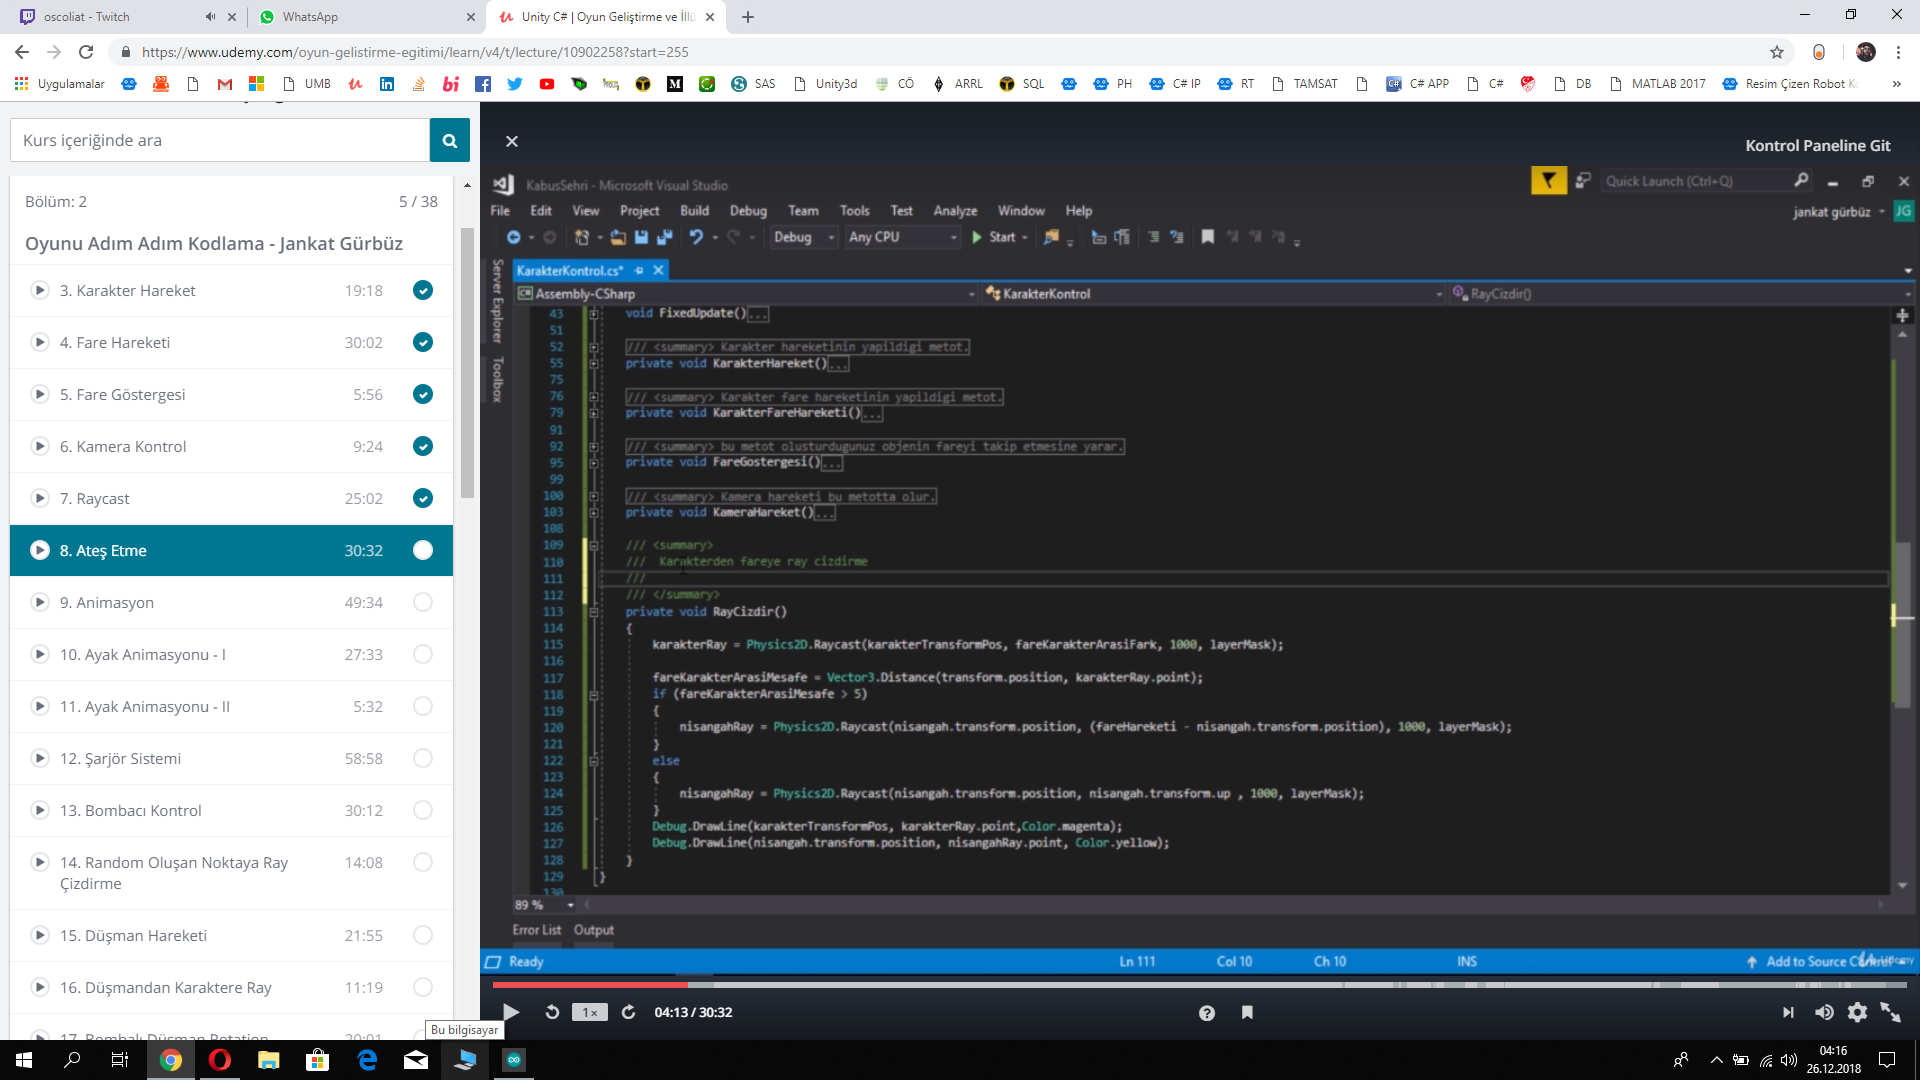 oscoliat - Twitch
WhatsApp
Unity C# | Oyun Geliştirme ve İllü
https://www.udemy.com/oyun-gelistirme-egitimi/learn/v4/t/lecture/10902258?start=255
Uygulamalar UMB SAS Unity3d CÖ ARRL SQL PH C# IP RT TAMSAT C# APP C# DB MATLAB 2017 Resim Çizen Robot »
Kurs içeriğinde ara
Bölüm: 2 5 / 38
Oyunu Adım Adım Kodlama - Jankat Gürbüz
3. Karakter Hareket 19:18
4. Fare Hareketi 30:02
5. Fare Göstergesi 5:56
6. Kamera Kontrol 9:24
7. Raycast 25:02
8. Ateş Etme 30:32
9. Animasyon 49:34
10. Ayak Animasyonu - I 27:33
11. Ayak Animasyonu - II 5:32
12. Şarjör Sistemi 58:58
13. Bombacı Kontrol 30:12
14. Random Oluşan Noktaya Ray 14:08
Çizdirme
15. Düşman Hareketi 21:55
16. Düşmandan Karaktere Ray 11:19
17. Bombalı Düşman Rotation 20:01
Bu bilgisayar
Kontrol Paneline Git
KabusSehri - Microsoft Visual Studio
Quick Launch (Ctrl+Q)
File Edit View Project Build Debug Team Tools Test Analyze Window Help
jankat gürbüz JG
Debug Any CPU Start
Server Explorer
Toolbox
KarakterKontrol.cs*
Assembly-CSharp KarakterKontrol RayCizdir()
43 void FixedUpdate()...
51
52 /// <summary> Karakter hareketinin yapildigi metot.
55 private void KarakterHareket()...
75
76 /// <summary> Karakter fare hareketinin yapildigi metot.
79 private void KarakterFareHareketi()...
91
92 /// <summary> bu metot olusturdugunuz objenin fareyi takip etmesine yarar.
95 private void FareGostergesi()...
99
100 /// <summary> Kamera hareketi bu metotta olur.
103 private void KameraHareket()...
108
109 /// <summary>
110 /// Karakterden fareye ray cizdirme
111 ///
112 /// </summary>
113 private void RayCizdir()
114 {
115 karakterRay = Physics2D.Raycast(karakterTransformPos, fareKarakterArasiFark, 1000, layerMask);
116
117 fareKarakterArasiMesafe = Vector3.Distance(transform.position, karakterRay.point);
118 if (fareKarakterArasiMesafe > 5)
119 {
120 nisangahRay = Physics2D.Raycast(nisangah.transform.position, (fareHareketi - nisangah.transform.position), 1000, layerMask);
121 }
122 else
123 {
124 nisangahRay = Physics2D.Raycast(nisangah.transform.position, nisangah.transform.up , 1000, layerMask);
125 }
126 Debug.DrawLine(karakterTransformPos, karakterRay.point,Color.magenta);
127 Debug.DrawLine(nisangah.transform.position, nisangahRay.point, Color.yellow);
128 }
129 }
130
89 %
Error List Output
Ready Ln 111 Col 10 Ch 10 INS Add to Source Control
Udemy
1× 04:13 / 30:32
04:16
26.12.2018